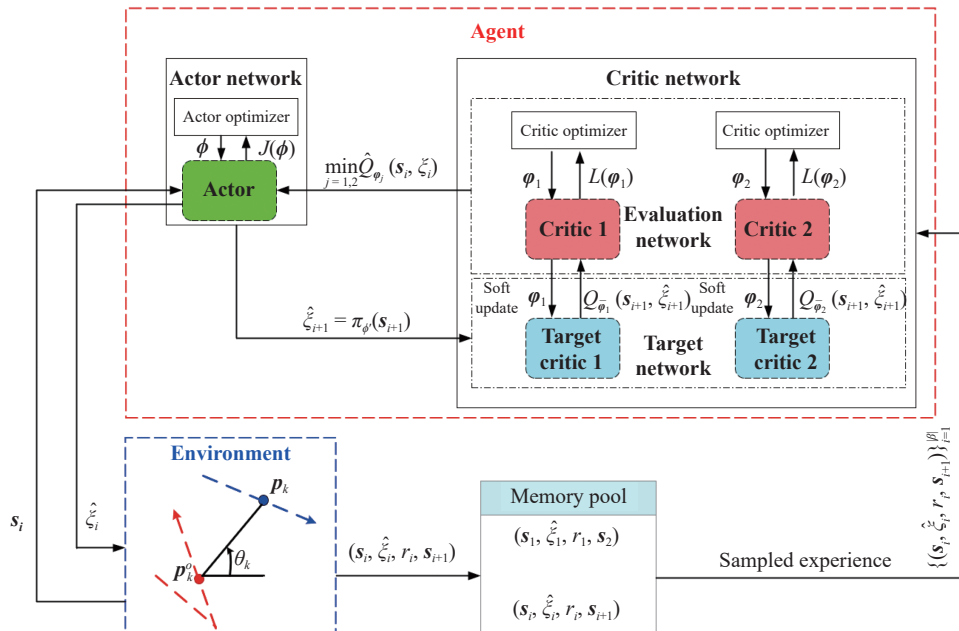 Agent
Actor network
Critic network
Actor optimizer
ϕ
J(ϕ)
Actor
min Q̂_{φ_j} (s_i, ξ_i)
j = 1,2
Critic optimizer
Critic optimizer
φ_1
L(φ_1)
φ_2
L(φ_2)
Critic 1
Evaluation
network
Critic 2
Soft
update
φ_1
Q_{φ̄_1} (s_{i+1}, ξ̂_{i+1})
Soft
update
φ_2
Q_{φ̄_2} (s_{i+1}, ξ̂_{i+1})
ξ̂_{i+1} = π_{ϕ'}(s_{i+1})
Target
critic 1
Target
network
Target
critic 2
Environment
p_k
p_k^o
θ_k
s_i
ξ̂_i
(s_i, ξ̂_i, r_i, s_{i+1})
Memory pool
(s_1, ξ̂_1, r_1, s_2)
(s_i, ξ̂_i, r_i, s_{i+1})
Sampled experience
{(s_i, ξ̂_i, r_i, s_{i+1})}_{i=1}^{|β|}